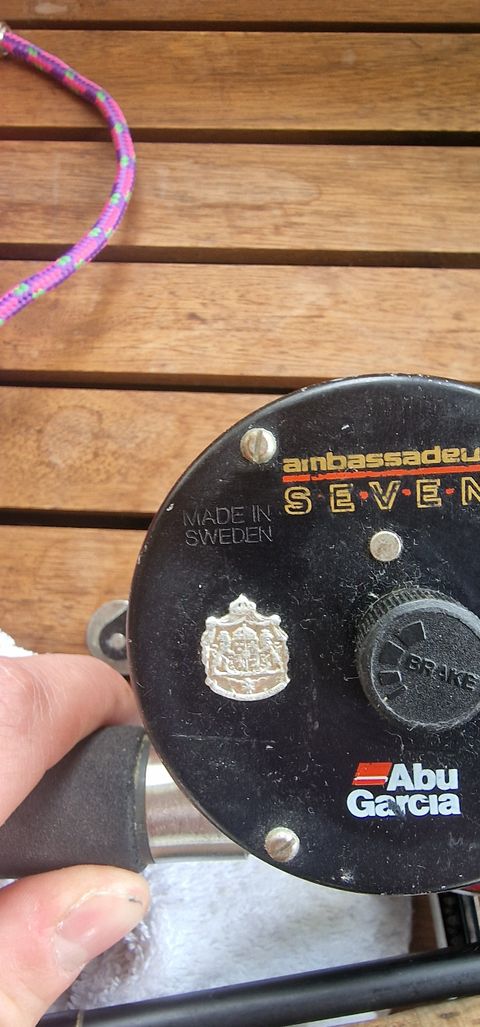 ambassadeu
S·E·V·E·N
MADE IN
SWEDEN
BRAKE
Abu
Garcia